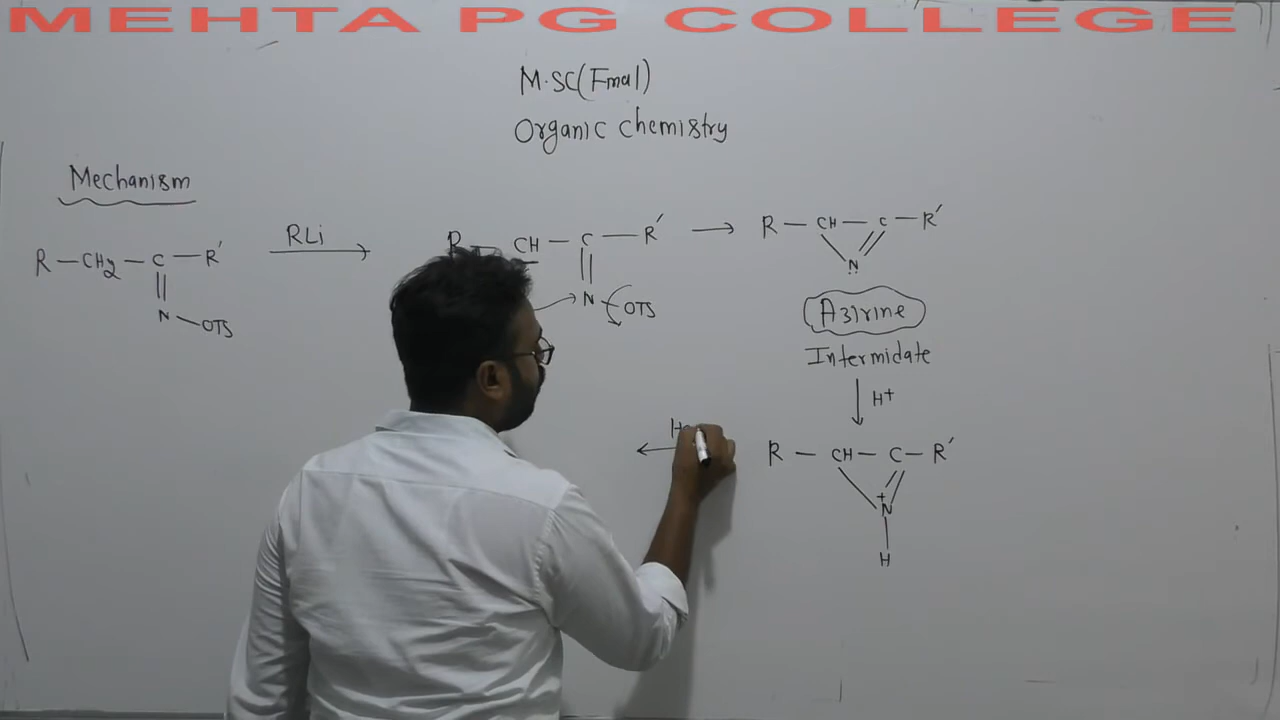 MEHTA PG COLLEGE
M.SC(Final)
Organic chemistry
Mechanism
R — CH2 — C — R'
N — OTS
RLi
R — CH — C — R'
N OTS
R — CH — C — R'
N
Azirine
Intermidate
H+
H
R — CH — C — R'
+
N
H